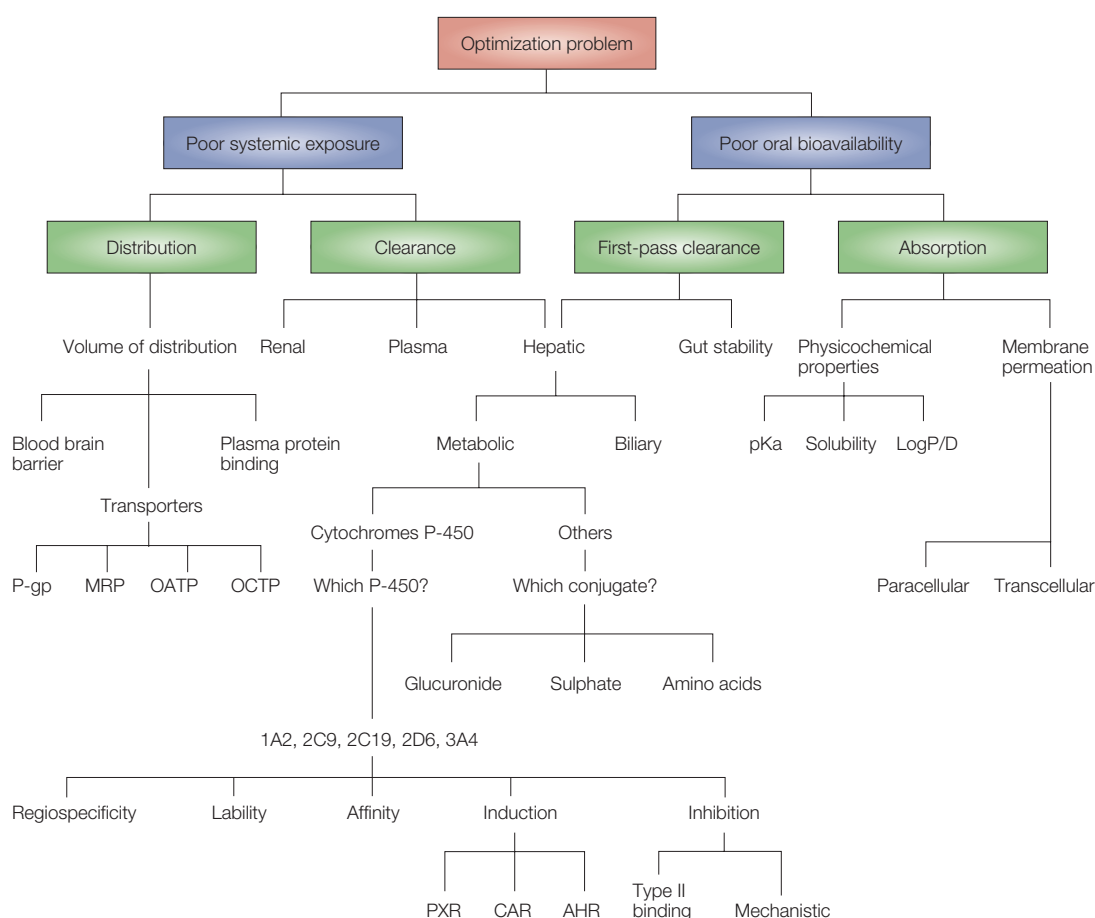 Optimization problem
Poor systemic exposure
Poor oral bioavailability
Distribution
Clearance
First-pass clearance
Absorption
Volume of distribution
Renal
Plasma
Hepatic
Gut stability
Physicochemical
properties
Membrane
permeation
Blood brain
barrier
Plasma protein
binding
Metabolic
Biliary
pKa
Solubility
LogP/D
Transporters
Cytochromes P-450
Others
P-gp
MRP
OATP
OCTP
Which P-450?
Which conjugate?
Paracellular
Transcellular
Glucuronide
Sulphate
Amino acids
1A2, 2C9, 2C19, 2D6, 3A4
Regiospecificity
Lability
Affinity
Induction
Inhibition
PXR
CAR
AHR
Type II
binding
Mechanistic